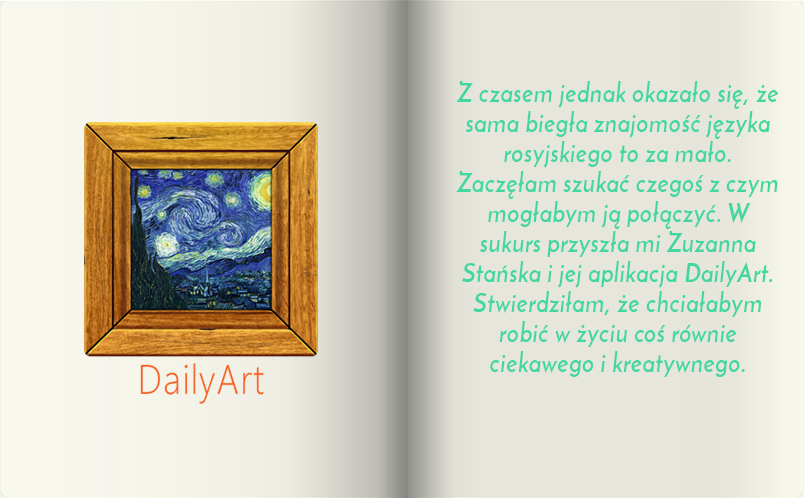 DailyArt
Z czasem jednak okazało się, że
sama biegła znajomość języka
rosyjskiego to za mało.
Zaczęłam szukać czegoś z czym
mogłabym ją połączyć. W
sukurs przyszła mi Zuzanna
Stańska i jej aplikacja DailyArt.
Stwierdziłam, że chciałabym
robić w życiu coś równie
ciekawego i kreatywnego.